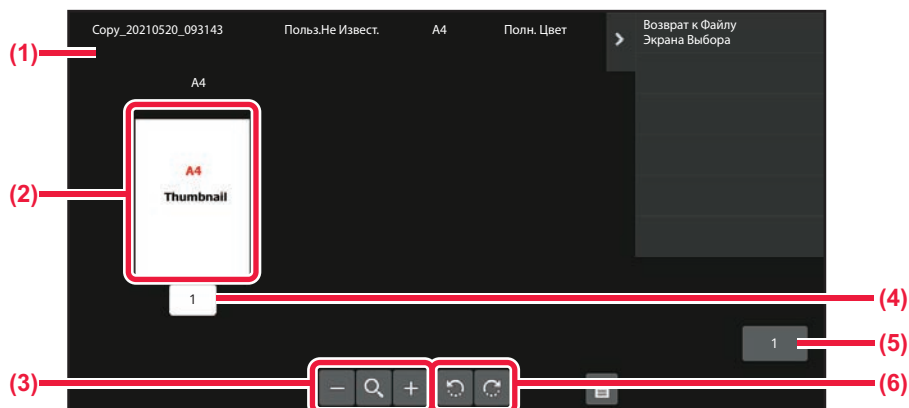 Copy_20210520_093143 Польз.Не Извест. A4 Полн. Цвет
Возврат к Файлу
Экрана Выбора
(1)
A4
A4
Thumbnail
(2)
1
(4)
1
(5)
(3)
(6)